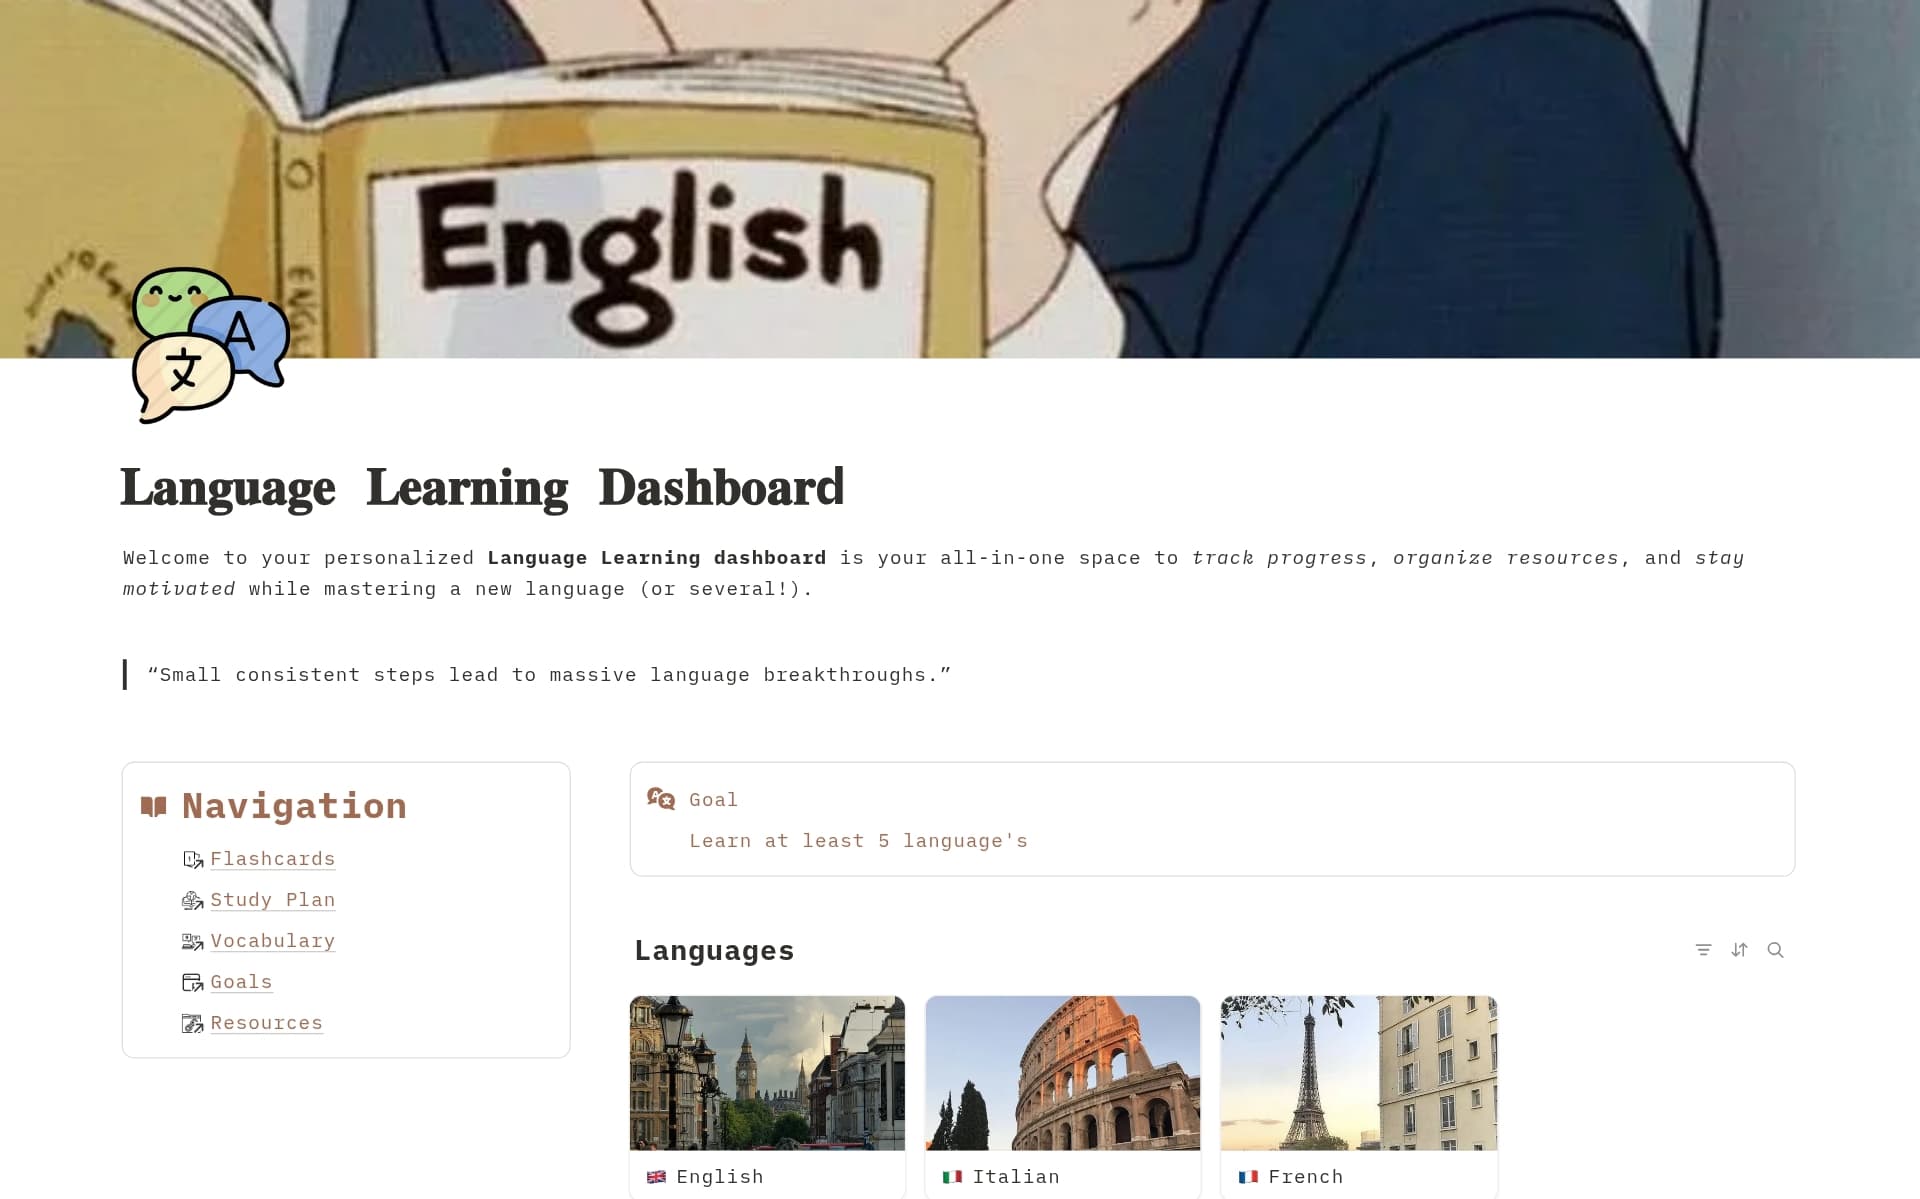 English
ENGL
A
文
Language Learning Dashboard
Welcome to your personalized Language Learning dashboard is your all-in-one space to track progress, organize resources, and stay
motivated while mastering a new language (or several!).
“Small consistent steps lead to massive language breakthroughs.”
Navigation
Flashcards
Study Plan
Vocabulary
Goals
Resources
Goal
Learn at least 5 language's
Languages
English
Italian
French